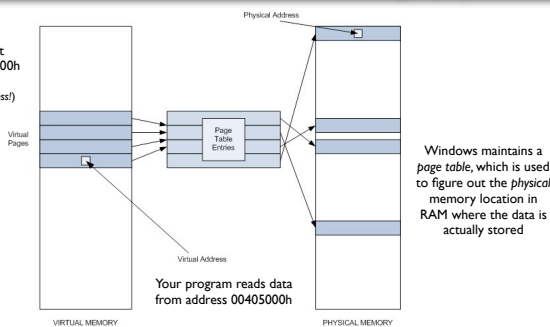 Physical Address
t
00h
ss!)
Virtual
Pages
Page
Table
Entries
Windows maintains a
page table, which is used
to figure out the physical
memory location in
RAM where the data is
actually stored
Virtual Address
Your program reads data
from address 00405000h
VIRTUAL MEMORY
PHYSICAL MEMORY